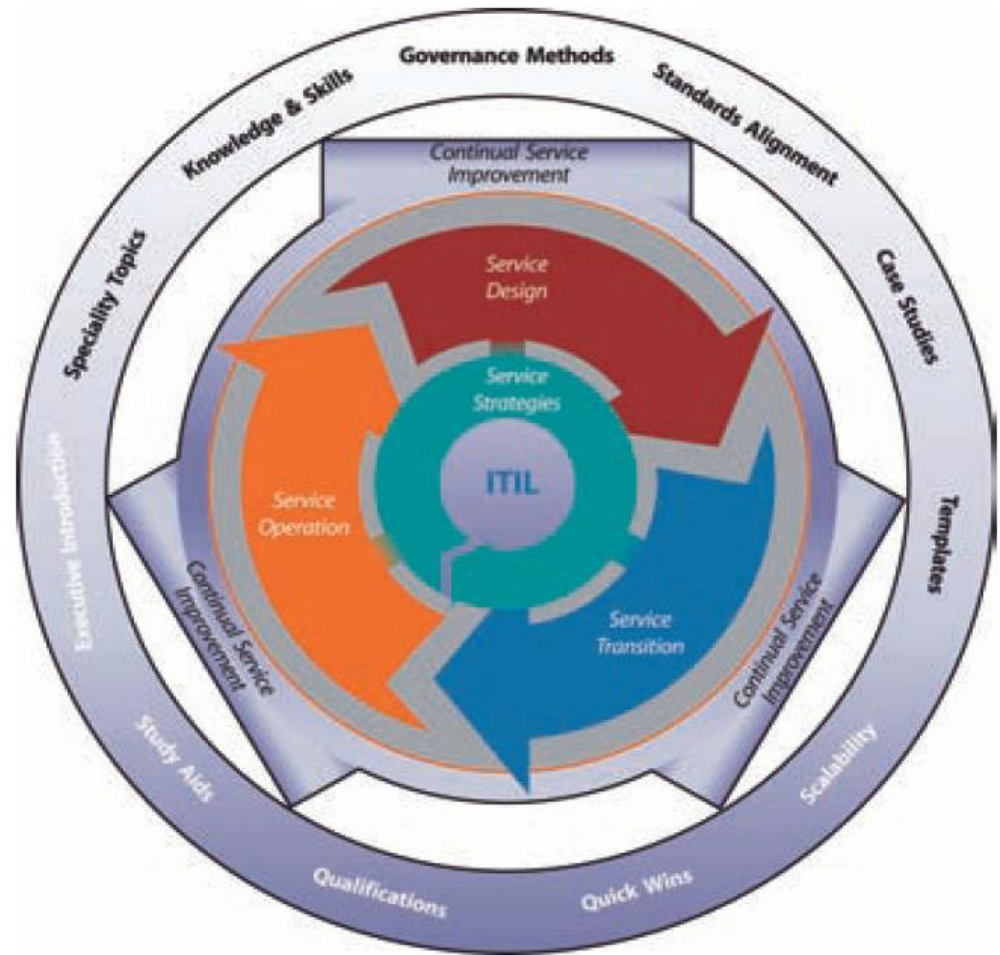 Governance Methods
Standards Alignment
Case Studies
Templates
Scalability
Quick Wins
Qualifications
Study Aids
Executive Introduction
Speciality Topics
Knowledge & Skills
Continual Service
Improvement
Continual Service
Improvement
Continual Service
Improvement
Service
Design
Service
Transition
Service
Operation
Service
Strategies
ITIL